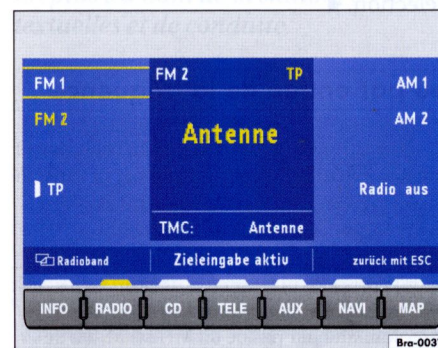 FM 1
FM 2
TP
FM 2 TP
Antenne
TMC: Antenne
AM 1
AM 2
Radio aus
Radioband
Zieleingabe aktiv
zurück mit ESC
INFO RADIO CD TELE AUX NAVI MAP
Bra-003